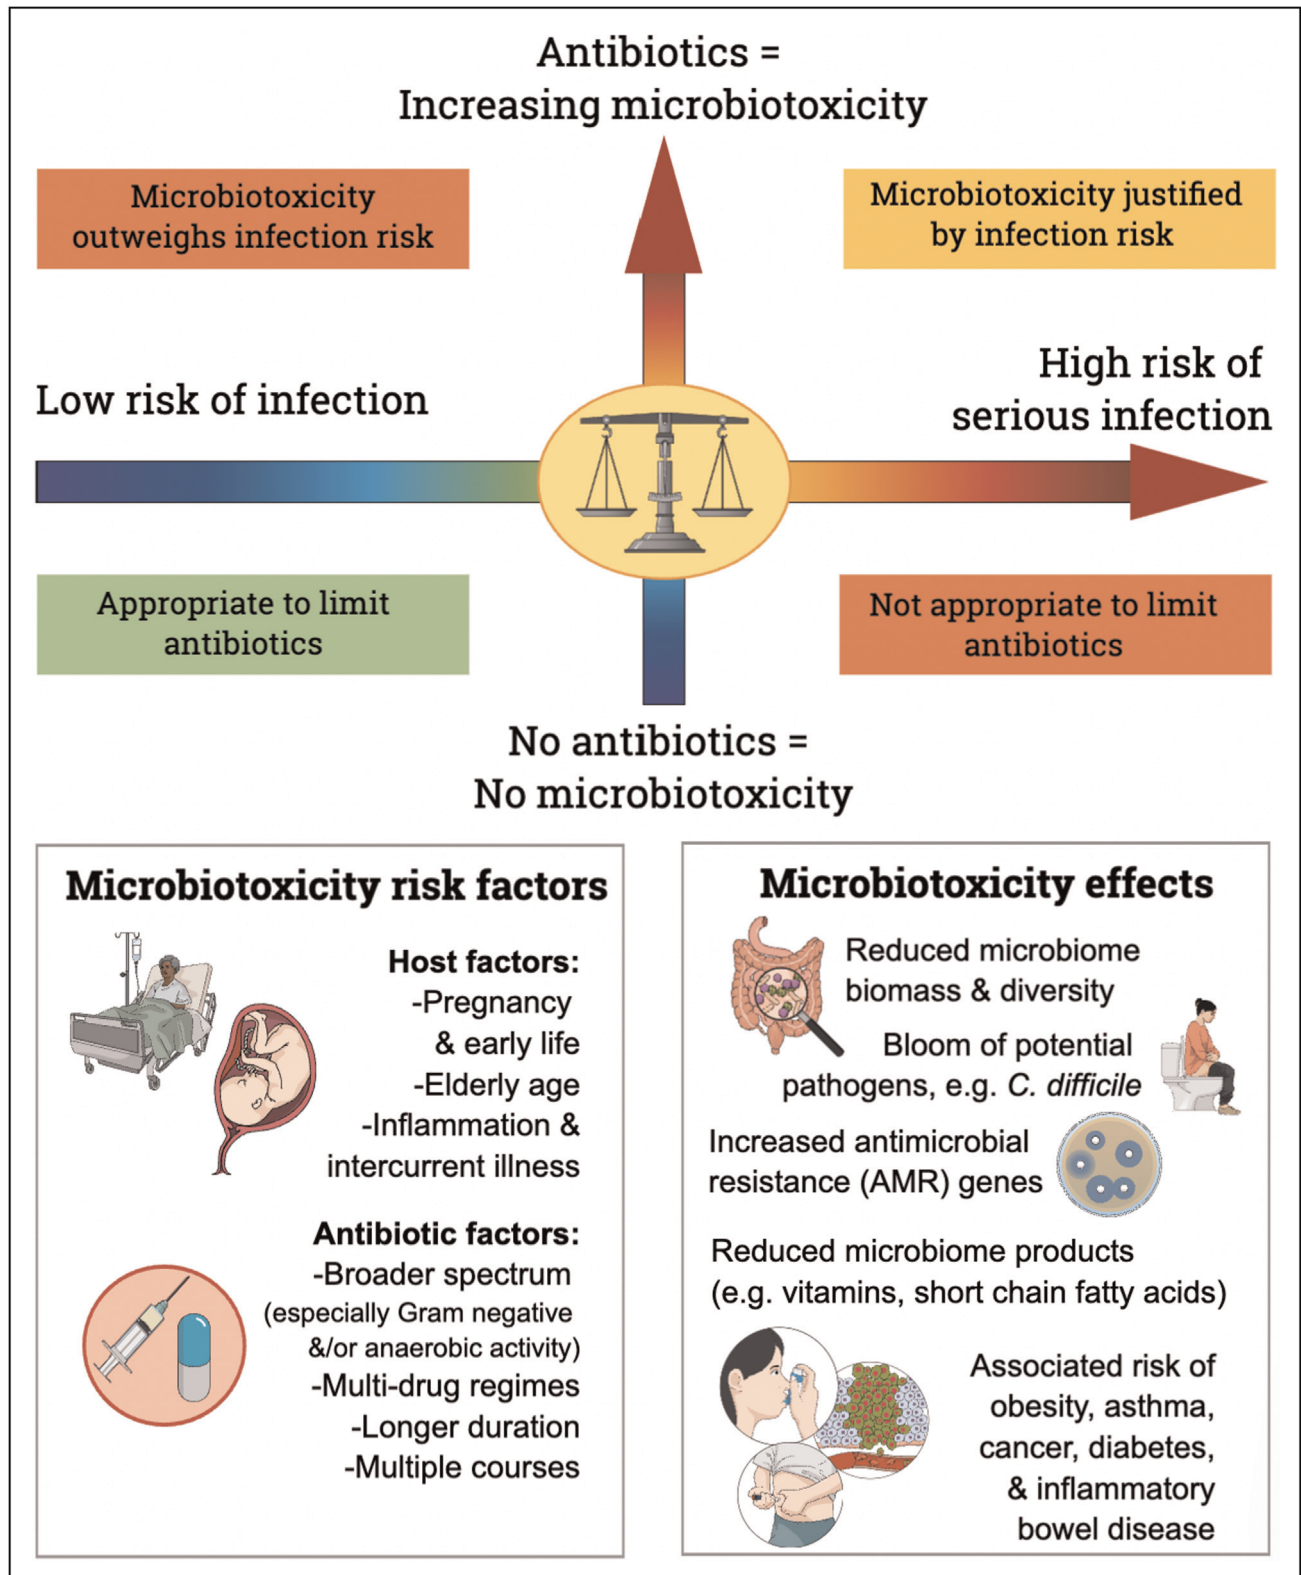 Antibiotics =
Increasing microbiotoxicity
Microbiotoxicity
outweighs infection risk
Microbiotoxicity justified
by infection risk
Low risk of infection
High risk of
serious infection
Appropriate to limit
antibiotics
Not appropriate to limit
antibiotics
No antibiotics =
No microbiotoxicity
Microbiotoxicity risk factors
Host factors:
-Pregnancy
& early life
-Elderly age
-Inflammation &
intercurrent illness
Antibiotic factors:
-Broader spectrum
(especially Gram negative
&/or anaerobic activity)
-Multi-drug regimes
-Longer duration
-Multiple courses
Microbiotoxicity effects
Reduced microbiome
biomass & diversity
Bloom of potential
pathogens, e.g. C. difficile
Increased antimicrobial
resistance (AMR) genes
Reduced microbiome products
(e.g. vitamins, short chain fatty acids)
Associated risk of
obesity, asthma,
cancer, diabetes,
& inflammatory
bowel disease